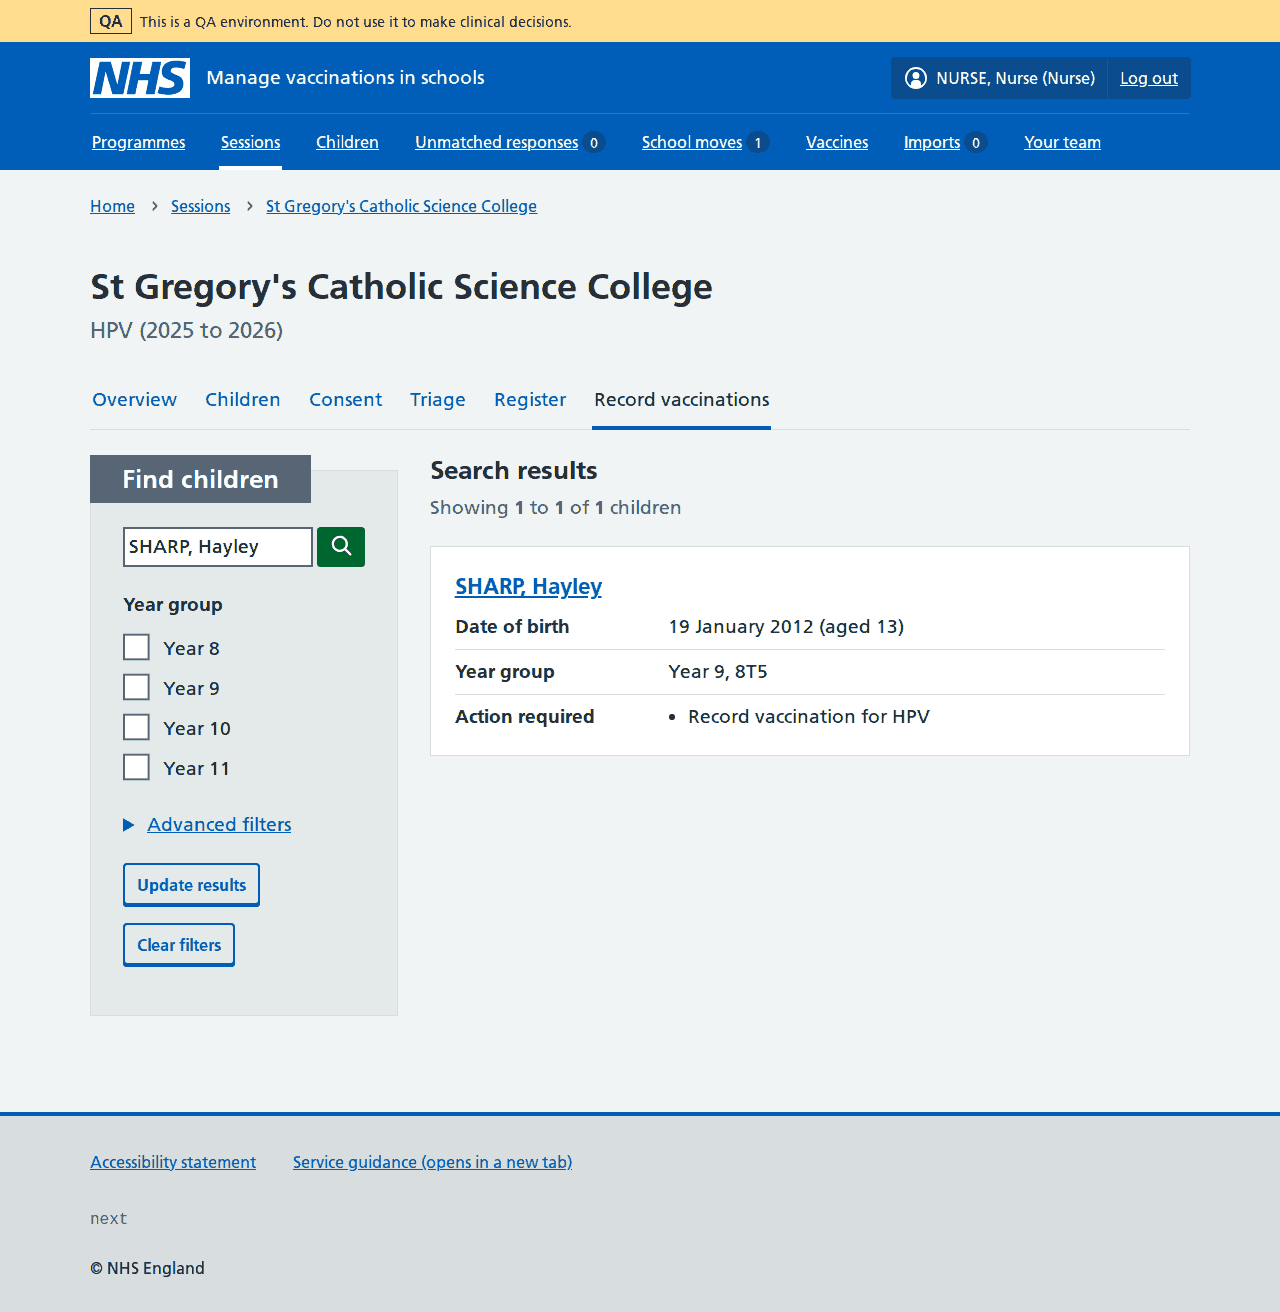 QA This is a QA environment. Do not use it to make clinical decisions.
NHS Manage vaccinations in schools NURSE, Nurse (Nurse) Log out
Programmes Sessions Children Unmatched responses 0 School moves 1 Vaccines Imports 0 Your team
Home Sessions St Gregory's Catholic Science College
St Gregory's Catholic Science College
HPV (2025 to 2026)
Overview Children Consent Triage Register Record vaccinations
Find children
SHARP, Hayley
Year group
Year 8
Year 9
Year 10
Year 11
Advanced filters
Update results
Clear filters
Search results
Showing 1 to 1 of 1 children
SHARP, Hayley
Date of birth 19 January 2012 (aged 13)
Year group Year 9, 8T5
Action required • Record vaccination for HPV
Accessibility statement Service guidance (opens in a new tab)
next
© NHS England